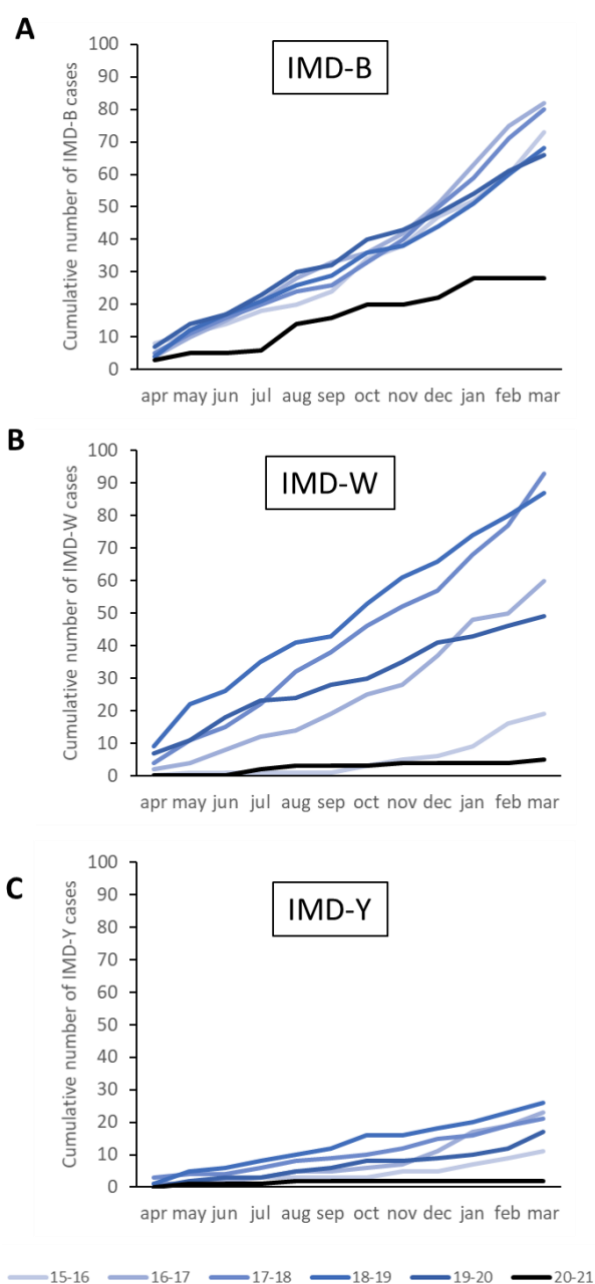 A
IMD-B
Cumulative number of IMD-B cases
100
90
80
70
60
50
40
30
20
10
0
apr may jun jul aug sep oct nov dec jan feb mar
B
IMD-W
Cumulative number of IMD-W cases
100
90
80
70
60
50
40
30
20
10
0
apr may jun jul aug sep oct nov dec jan feb mar
C
IMD-Y
Cumulative number of IMD-Y cases
100
90
80
70
60
50
40
30
20
10
0
apr may jun jul aug sep oct nov dec jan feb mar
15-16 16-17 17-18 18-19 19-20 20-21